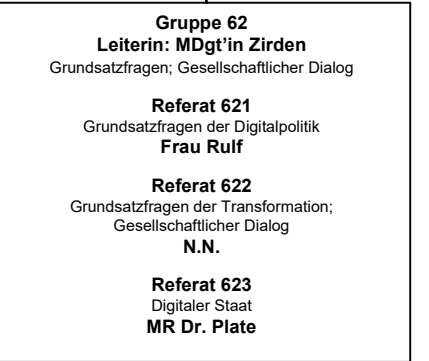 Gruppe 62
Leiterin: MDgt’in Zirden
Grundsatzfragen; Gesellschaftlicher Dialog
Referat 621
Grundsatzfragen der Digitalpolitik
Frau Rulf
Referat 622
Grundsatzfragen der Transformation;
Gesellschaftlicher Dialog
N.N.
Referat 623
Digitaler Staat
MR Dr. Plate